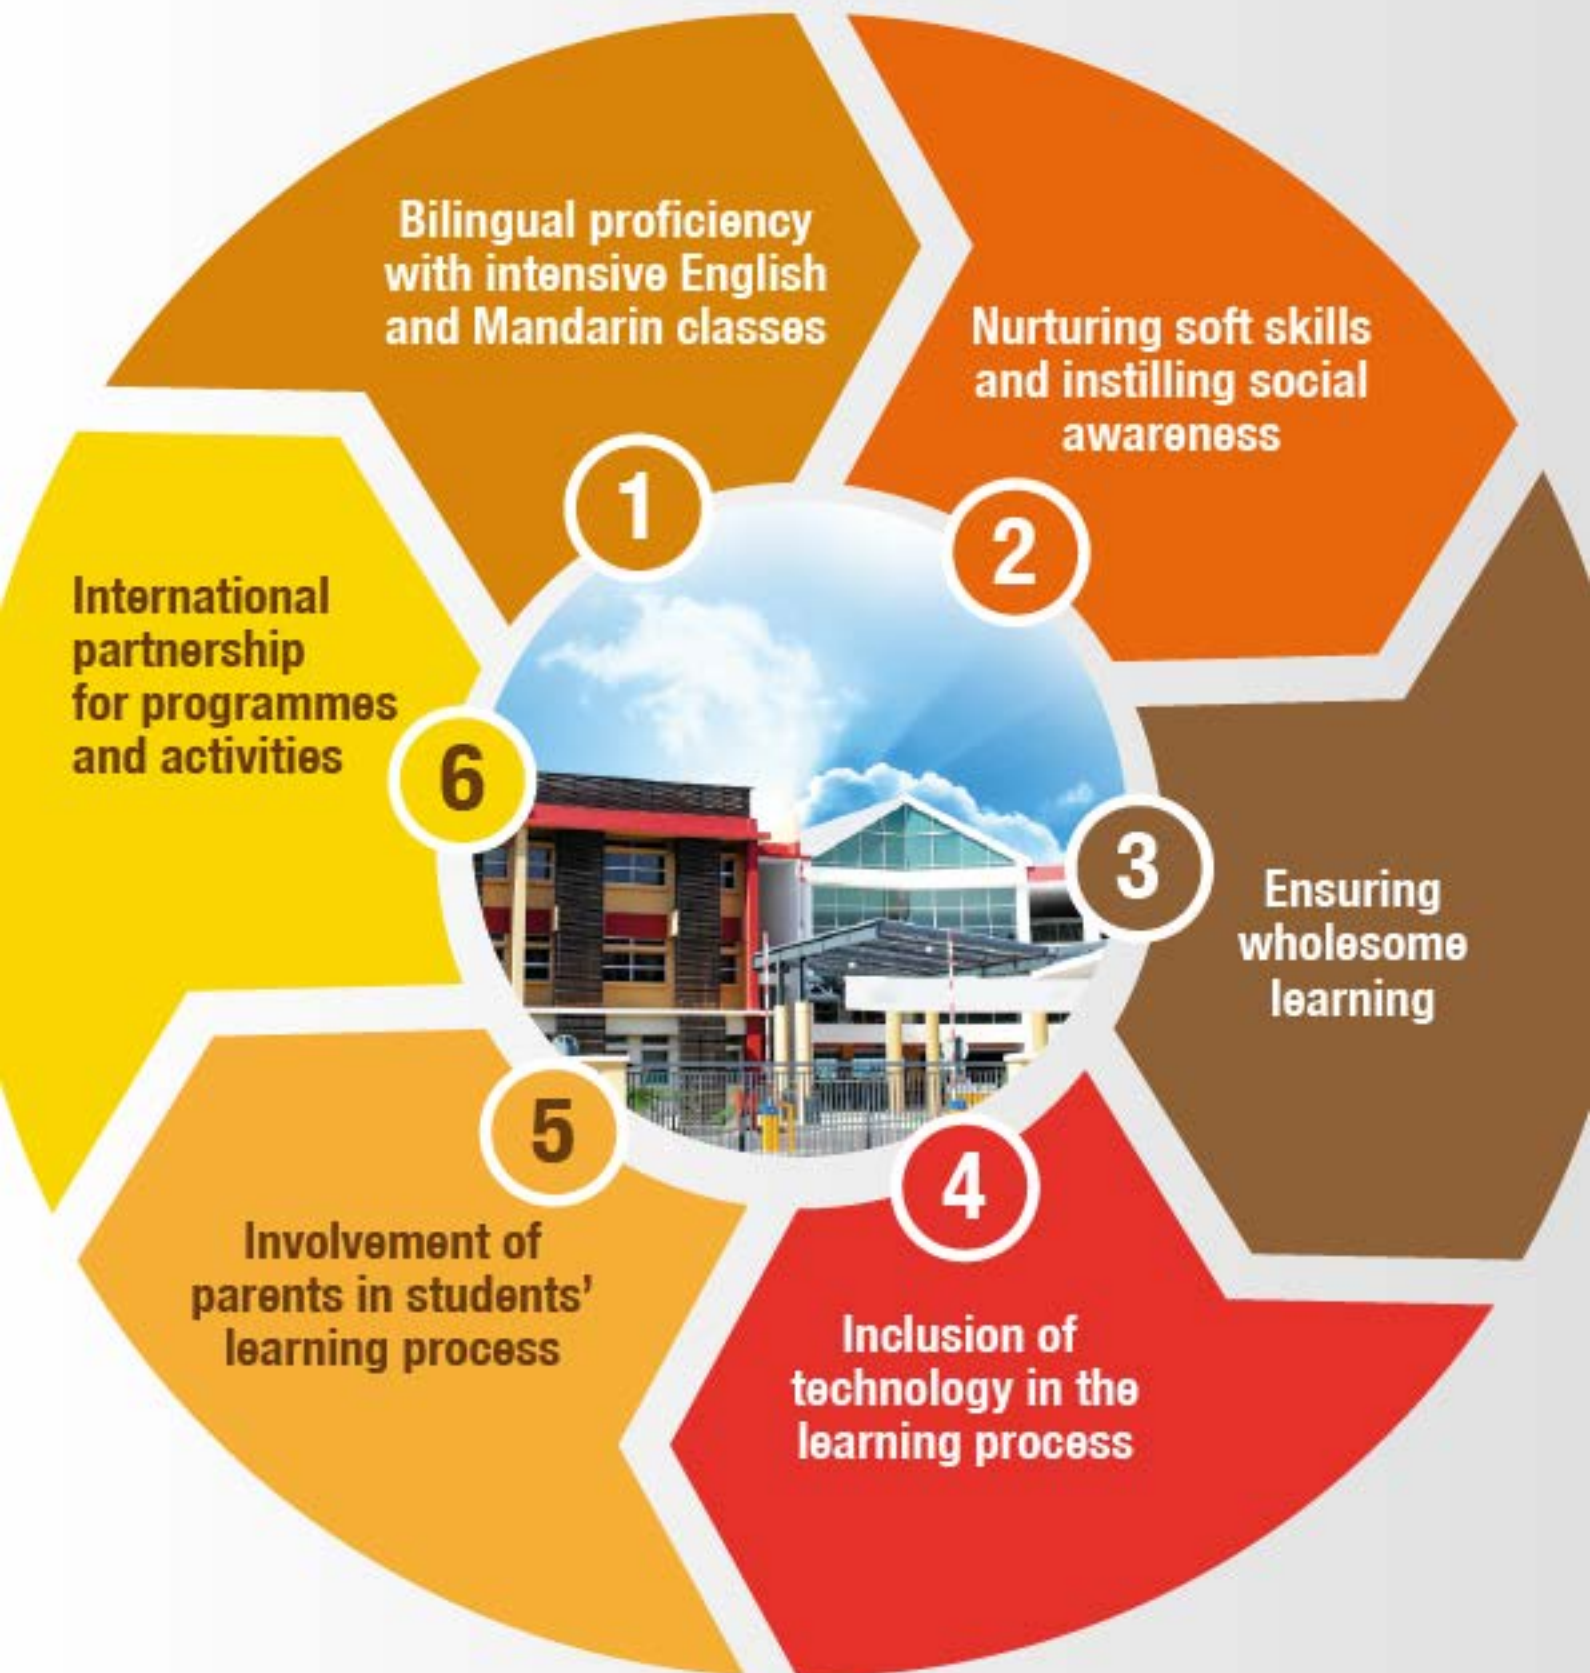 Bilingual proficiency
with intensive English
and Mandarin classes
1
Nurturing soft skills
and instilling social
awareness
2
3
Ensuring
wholesome
learning
4
Inclusion of
technology in the
learning process
5
Involvement of
parents in students’
learning process
International
partnership
for programmes
and activities
6